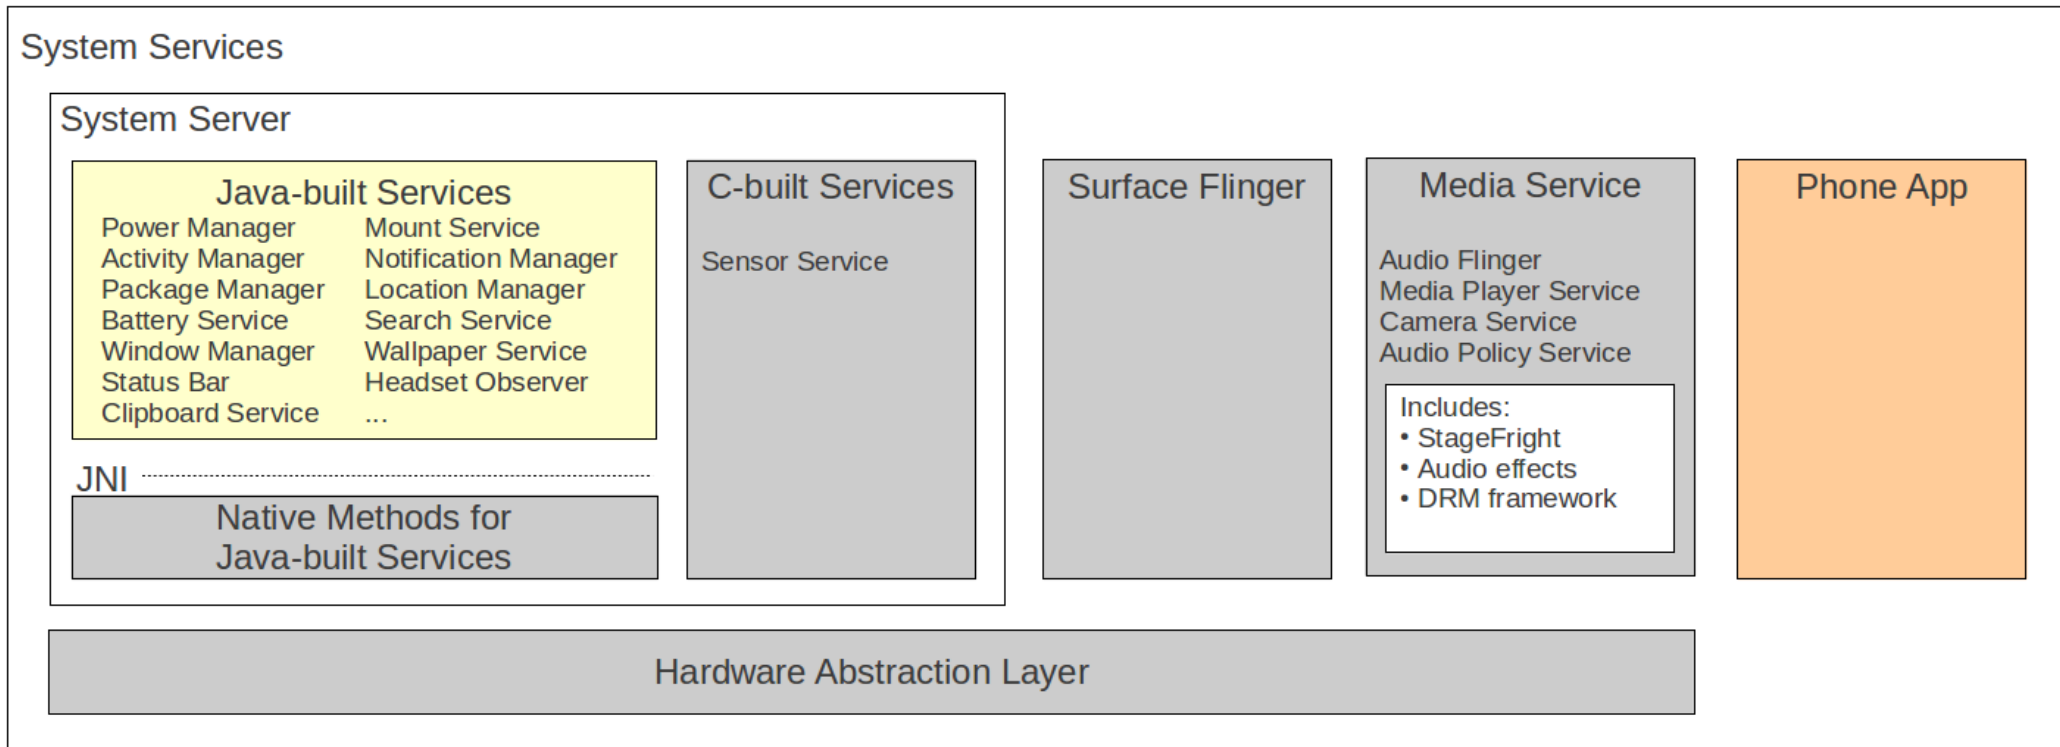 System Services
System Server
Java-built Services
Power Manager
Activity Manager
Package Manager
Battery Service
Window Manager
Status Bar
Clipboard Service
Mount Service
Notification Manager
Location Manager
Search Service
Wallpaper Service
Headset Observer
...
JNI
Native Methods for
Java-built Services
C-built Services
Sensor Service
Surface Flinger
Media Service
Audio Flinger
Media Player Service
Camera Service
Audio Policy Service
Includes:
• StageFright
• Audio effects
• DRM framework
Phone App
Hardware Abstraction Layer